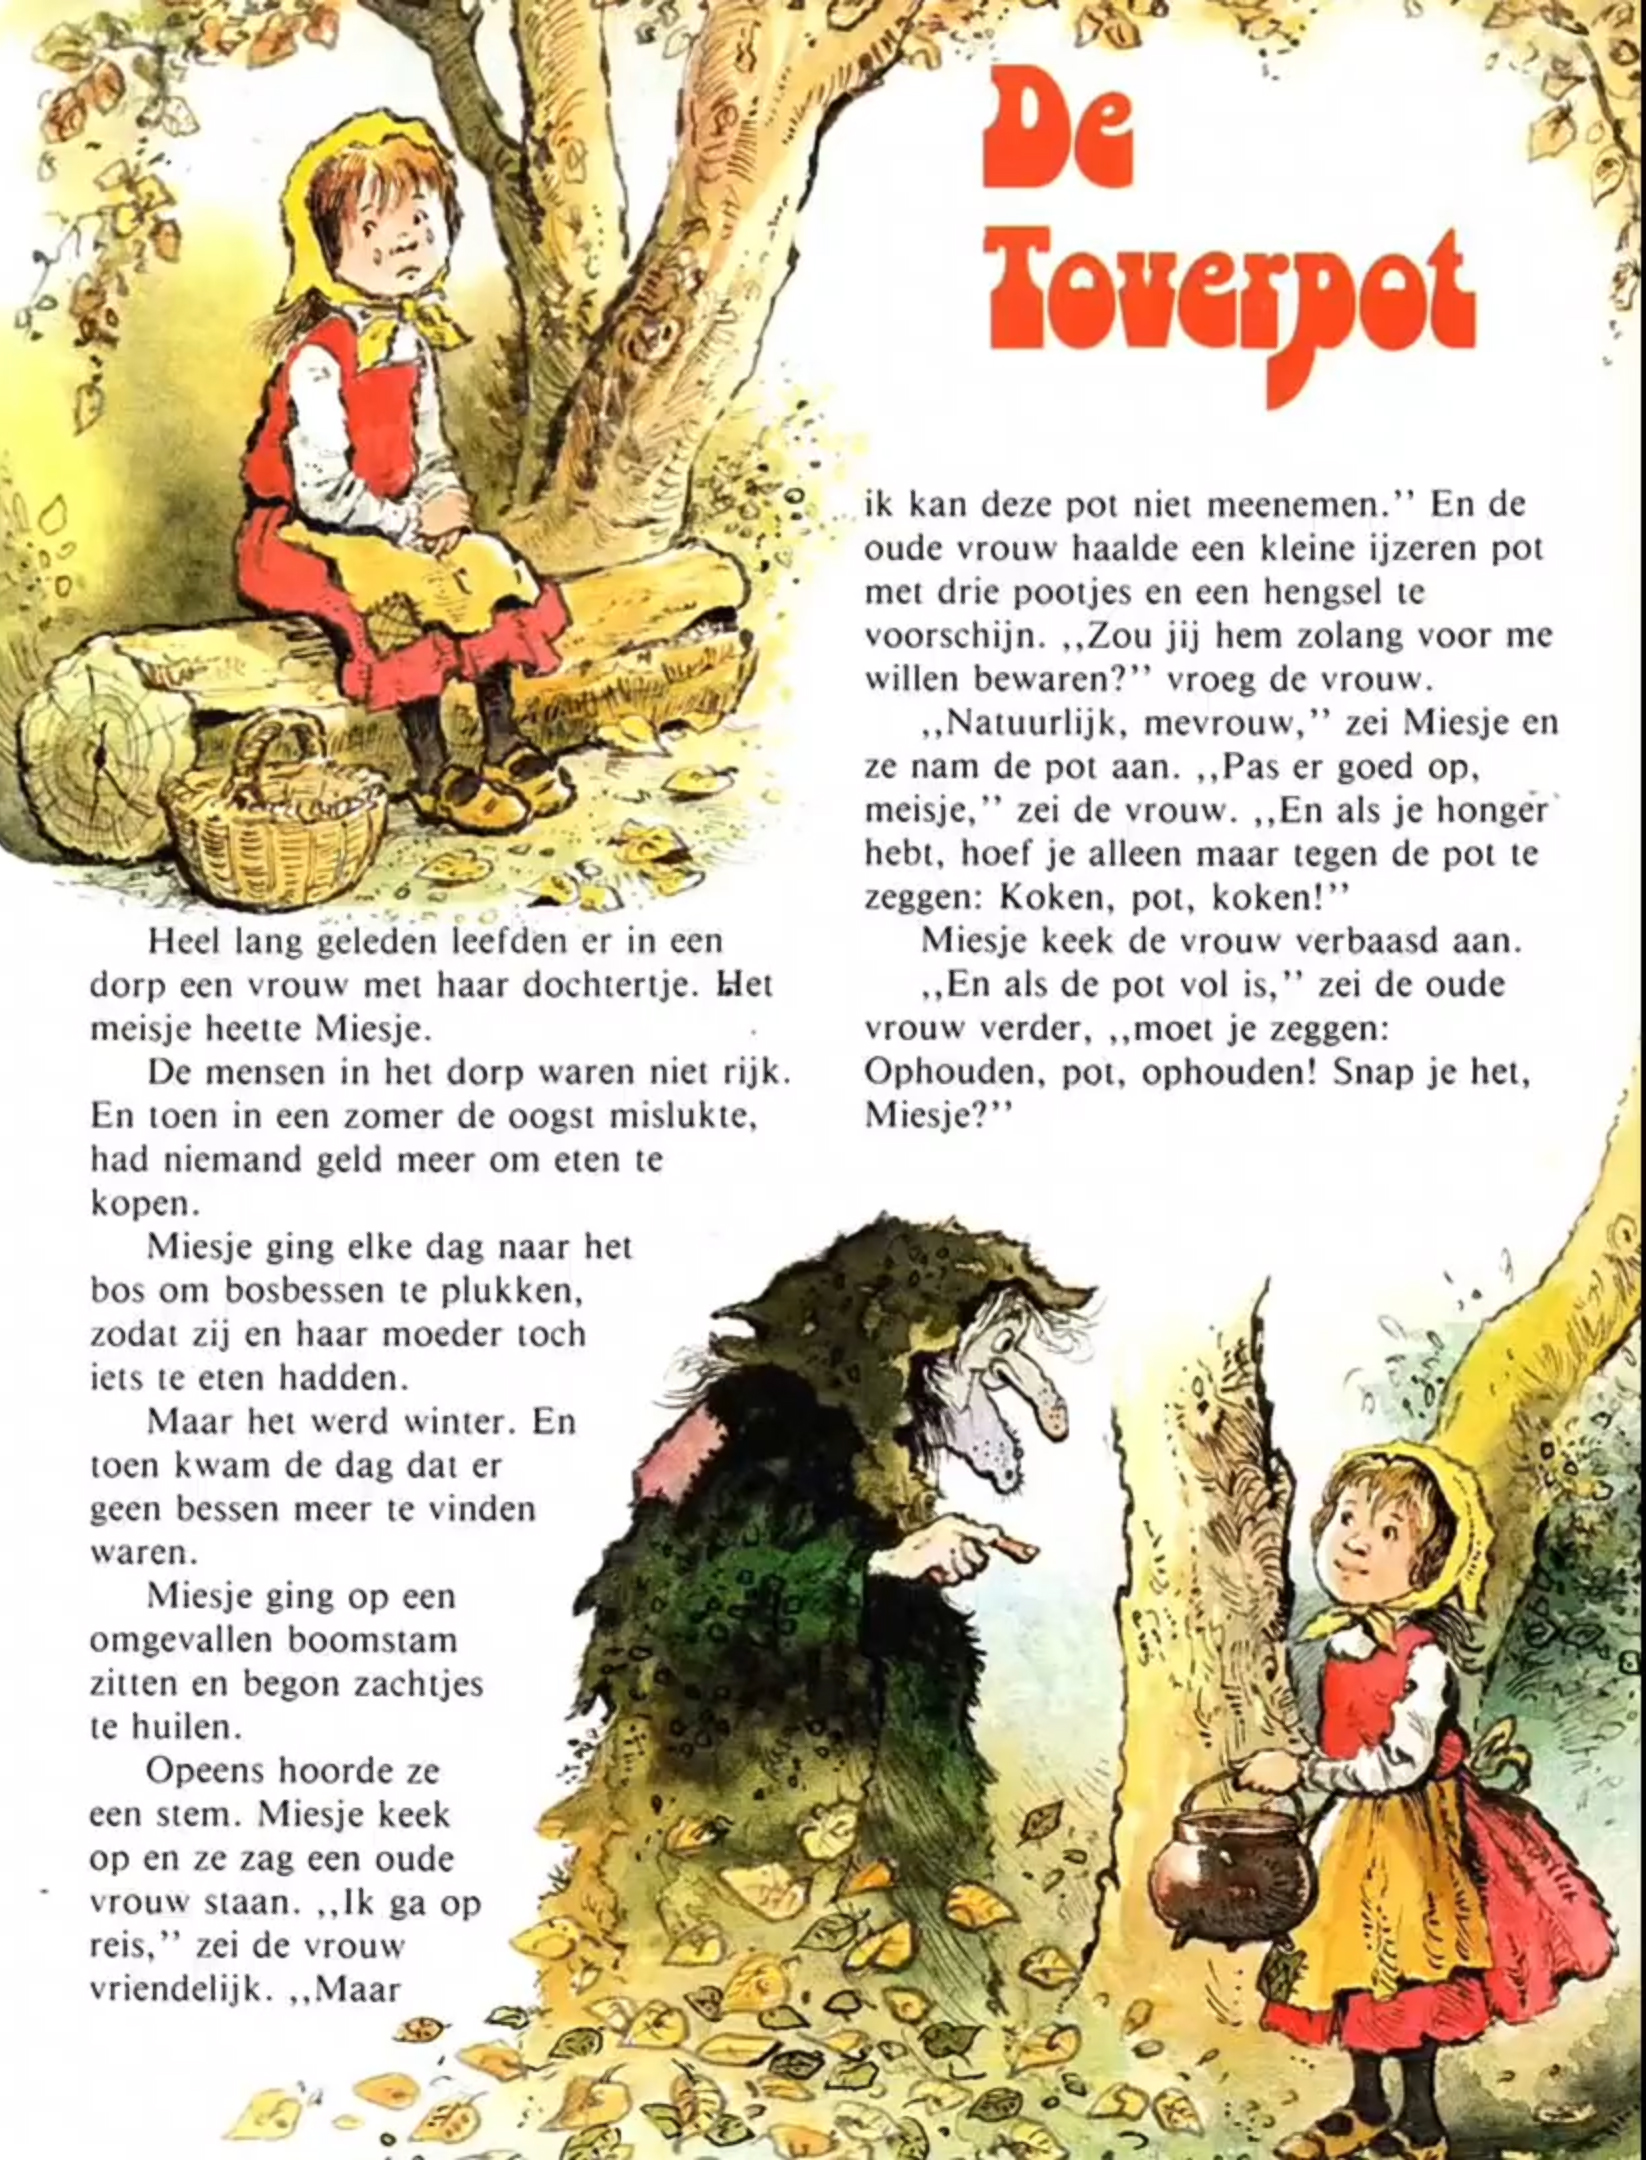 De
Toverpot
Heel lang geleden leefden er in een
dorp een vrouw met haar dochtertje. Het
meisje heette Miesje.
De mensen in het dorp waren niet rijk.
En toen in een zomer de oogst mislukte,
had niemand geld meer om eten te
kopen.
Miesje ging elke dag naar het
bos om bosbessen te plukken,
zodat zij en haar moeder toch
iets te eten hadden.
Maar het werd winter. En
toen kwam de dag dat er
geen bessen meer te vinden
waren.
Miesje ging op een
omgevallen boomstam
zitten en begon zachtjes
te huilen.
Opeens hoorde ze
een stem. Miesje keek
op en ze zag een oude
vrouw staan. ,,Ik ga op
reis,’’ zei de vrouw
vriendelijk. ,,Maar
ik kan deze pot niet meenemen.’’ En de
oude vrouw haalde een kleine ijzeren pot
met drie pootjes en een hengsel te
voorschijn. ,,Zou jij hem zolang voor me
willen bewaren?’’ vroeg de vrouw.
,,Natuurlijk, mevrouw,’’ zei Miesje en
ze nam de pot aan. ,,Pas er goed op,
meisje,’’ zei de vrouw. ,,En als je honger
hebt, hoef je alleen maar tegen de pot te
zeggen: Koken, pot, koken!’’
Miesje keek de vrouw verbaasd aan.
,,En als de pot vol is,’’ zei de oude
vrouw verder, ,,moet je zeggen:
Ophouden, pot, ophouden! Snap je het,
Miesje?’’